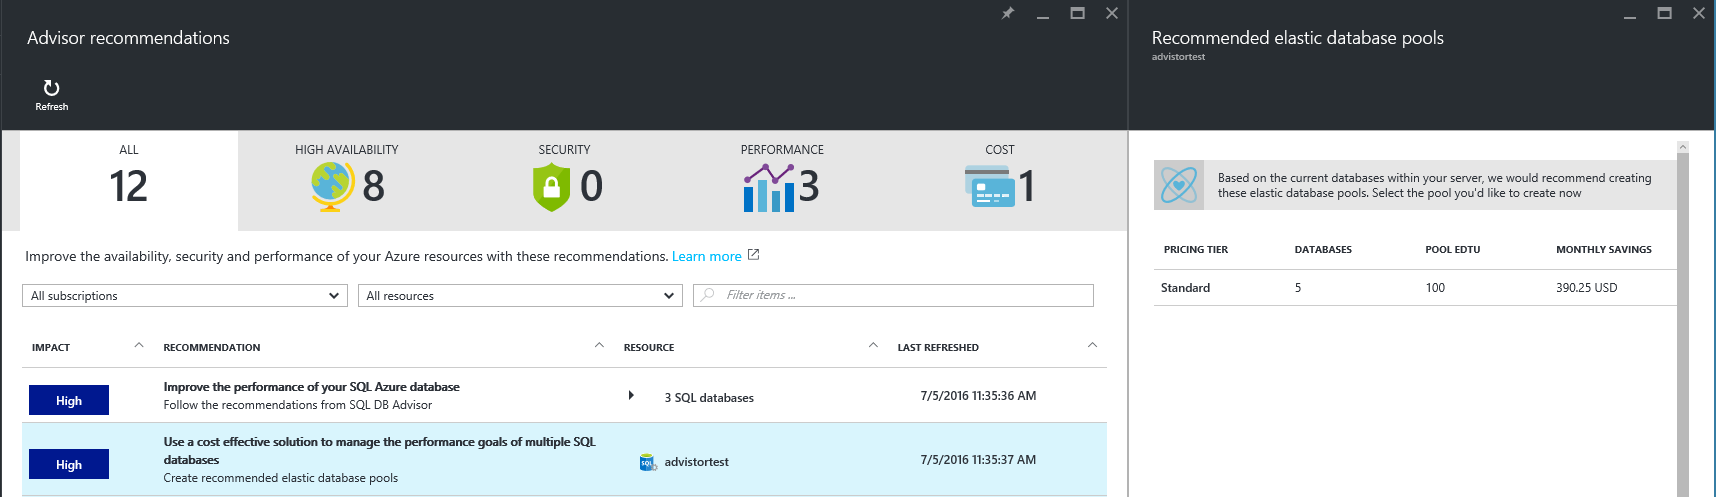 Advisor recommendations
Refresh
ALL
12
HIGH AVAILABILITY
8
SECURITY
0
PERFORMANCE
3
COST
1
Improve the availability, security and performance of your Azure resources with these recommendations. Learn more
All subscriptions
All resources
Filter items ...
IMPACT RECOMMENDATION RESOURCE LAST REFRESHED
High
Improve the performance of your SQL Azure database
Follow the recommendations from SQL DB Advisor
3 SQL databases
7/5/2016 11:35:36 AM
High
Use a cost effective solution to manage the performance goals of multiple SQL
databases
Create recommended elastic database pools
SQL
advistortest
7/5/2016 11:35:37 AM
Recommended elastic database pools
advistortest
Based on the current databases within your server, we would recommend creating
these elastic database pools. Select the pool you'd like to create now
PRICING TIER DATABASES POOL EDTU MONTHLY SAVINGS
Standard 5 100 390.25 USD